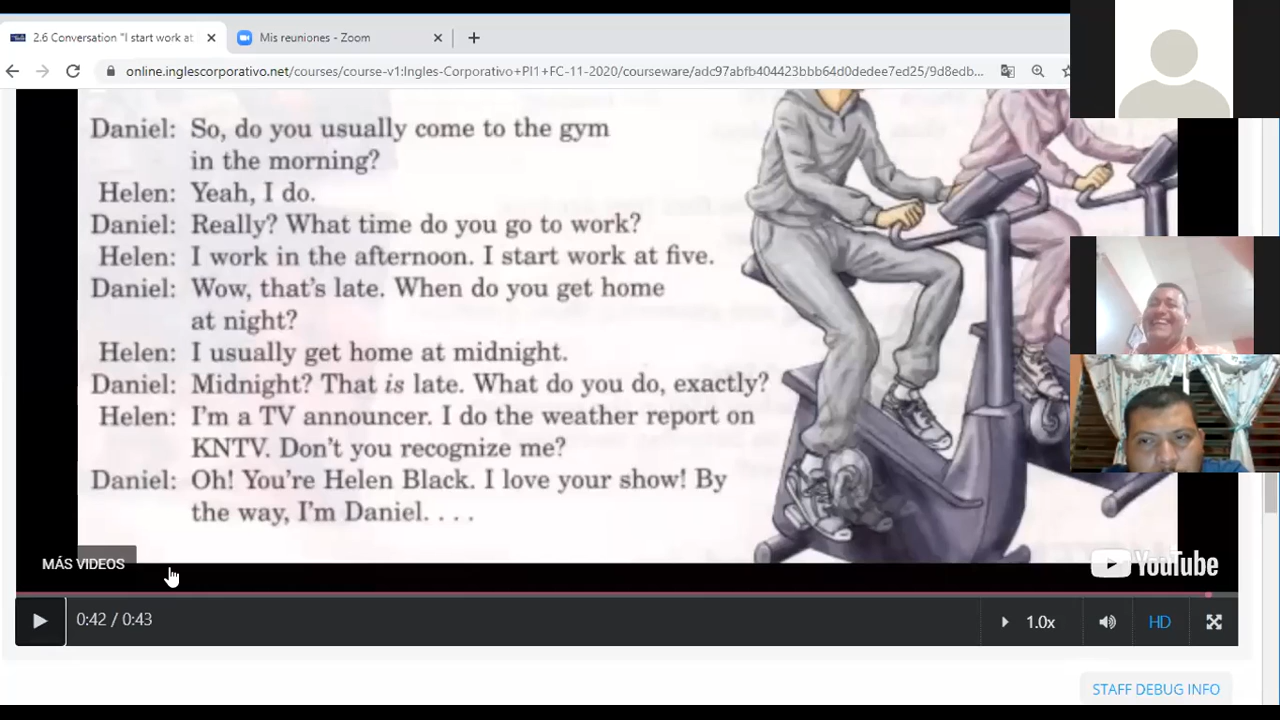 2.6 Conversation "I start work at
Mis reuniones - Zoom
online.inglescorporativo.net/courses/course-v1:Ingles-Corporativo+PI1+FC-11-2020/courseware/adc97abfb404423bbb64d0dedee7ed25/9d8edb...
Daniel: So, do you usually come to the gym
in the morning?
Helen: Yeah, I do.
Daniel: Really? What time do you go to work?
Helen: I work in the afternoon. I start work at five.
Daniel: Wow, that's late. When do you get home
at night?
Helen: I usually get home at midnight.
Daniel: Midnight? That is late. What do you do, exactly?
Helen: I'm a TV announcer. I do the weather report on
KNTV. Don't you recognize me?
Daniel: Oh! You're Helen Black. I love your show! By
the way, I'm Daniel. . . .
MÁS VIDEOS
YouTube
0:42 / 0:43
1.0x
HD
STAFF DEBUG INFO